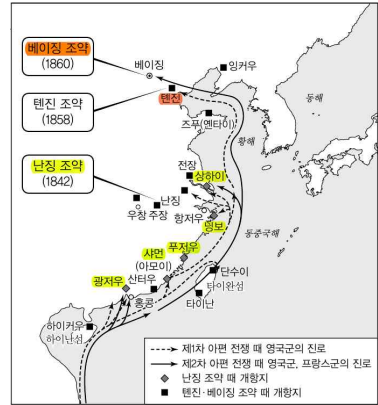 베이징 조약
(1860)
톈진 조약
(1858)
난징 조약
(1842)
베이징
잉커우
톈진
즈푸(옌타이)
동해
황해
전장
상하이
난징
우창 주장
항저우
닝보
동중국해
푸저우
샤먼
(아모이)
광저우
산터우
단수이
타이완섬
홍콩
타이난
하이커우
하이난섬
제1차 아편 전쟁 때 영국군의 진로
제2차 아편 전쟁 때 영국군, 프랑스군의 진로
난징 조약 때 개항지
톈진·베이징 조약 때 개항지